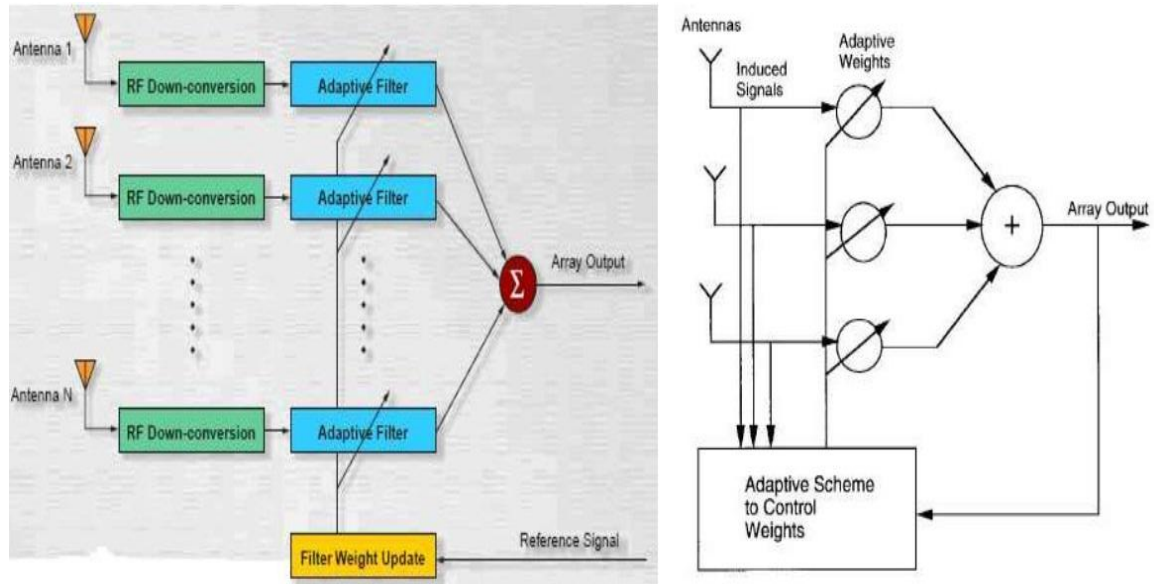 Antenna 1
RF Down-conversion
Adaptive Filter
Antenna 2
RF Down-conversion
Adaptive Filter
Array Output
Σ
Antenna N
RF Down-conversion
Adaptive Filter
Reference Signal
Filter Weight Update
Antennas
Adaptive
Weights
Induced
Signals
Array Output
+
Adaptive Scheme
to Control
Weights